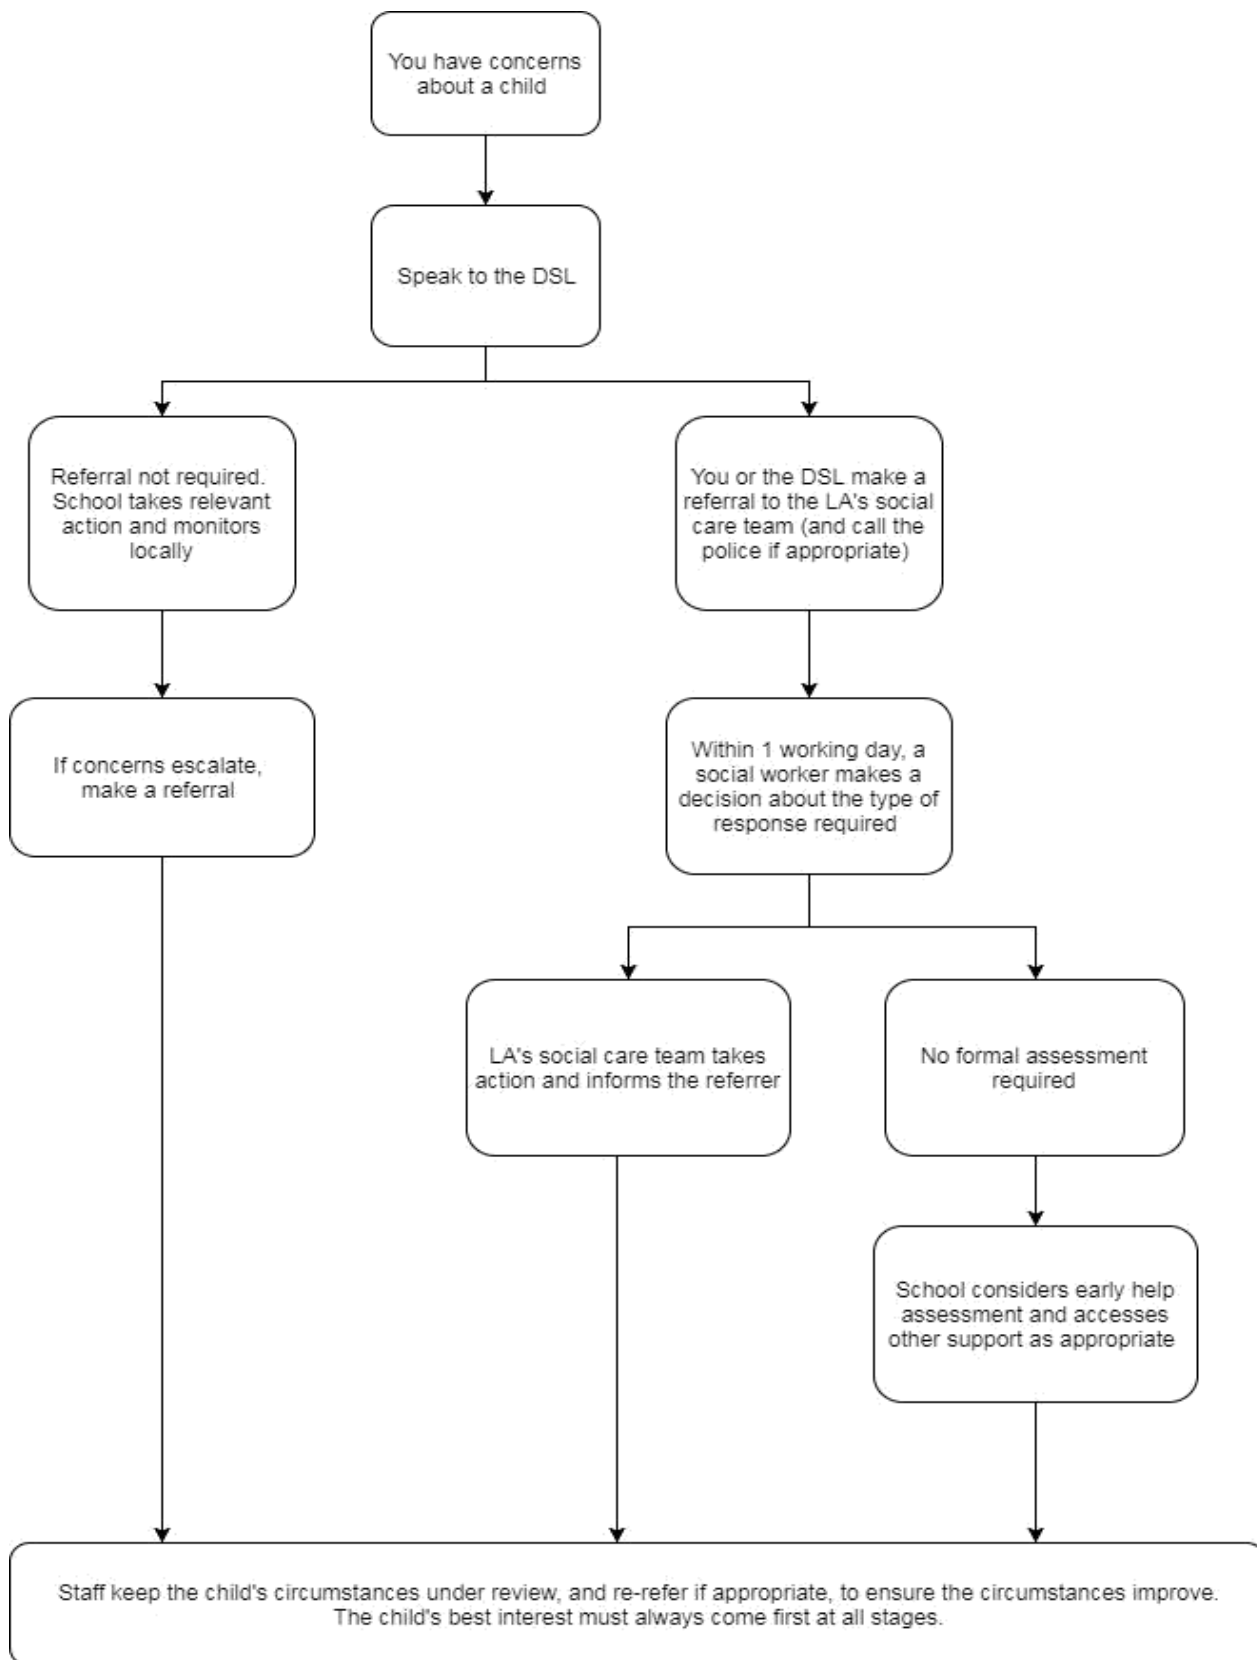 You have concerns
about a child
Speak to the DSL
Referral not required.
School takes relevant
action and monitors
locally
You or the DSL make a
referral to the LA's social
care team (and call the
police if appropriate)
If concerns escalate,
make a referral
Within 1 working day, a
social worker makes a
decision about the type of
response required
LA's social care team takes
action and informs the referrer
No formal assessment
required
School considers early help
assessment and accesses
other support as appropriate
Staff keep the child's circumstances under review, and re-refer if appropriate, to ensure the circumstances improve.
The child's best interest must always come first at all stages.